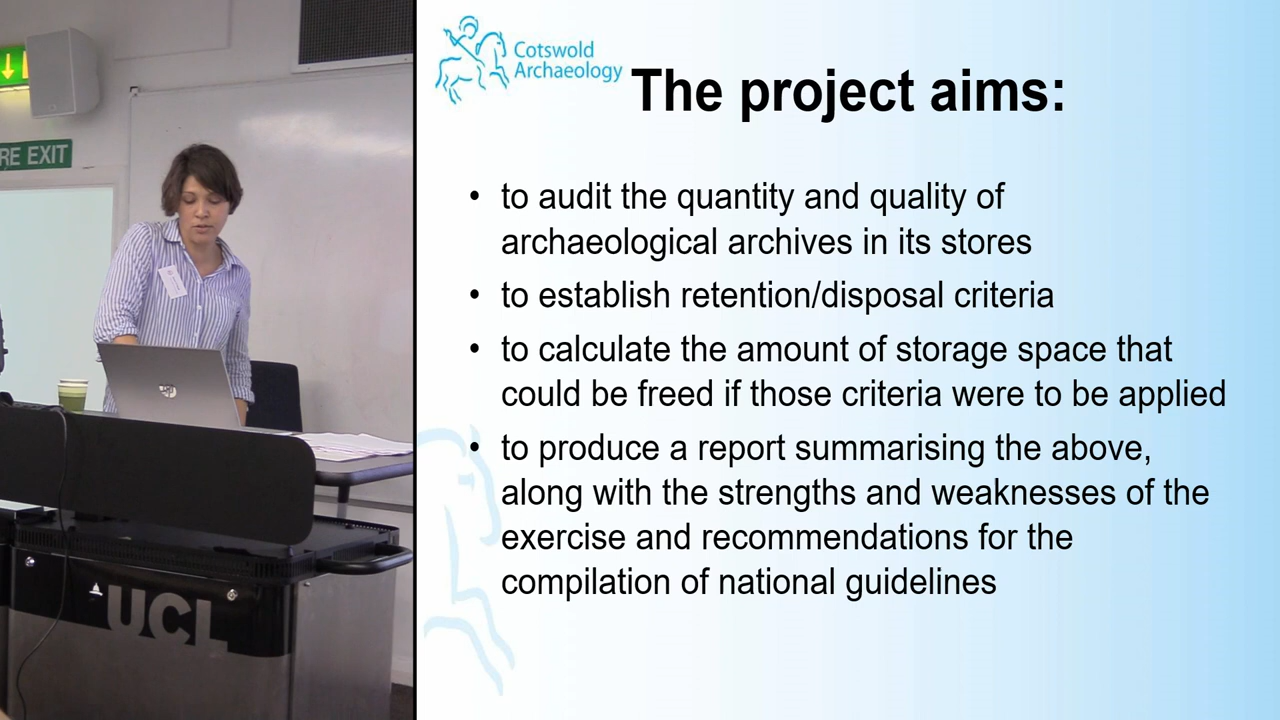 RE EXIT
UCL
Cotswold
Archaeology
The project aims:
• to audit the quantity and quality of
archaeological archives in its stores
• to establish retention/disposal criteria
• to calculate the amount of storage space that
could be freed if those criteria were to be applied
• to produce a report summarising the above,
along with the strengths and weaknesses of the
exercise and recommendations for the
compilation of national guidelines